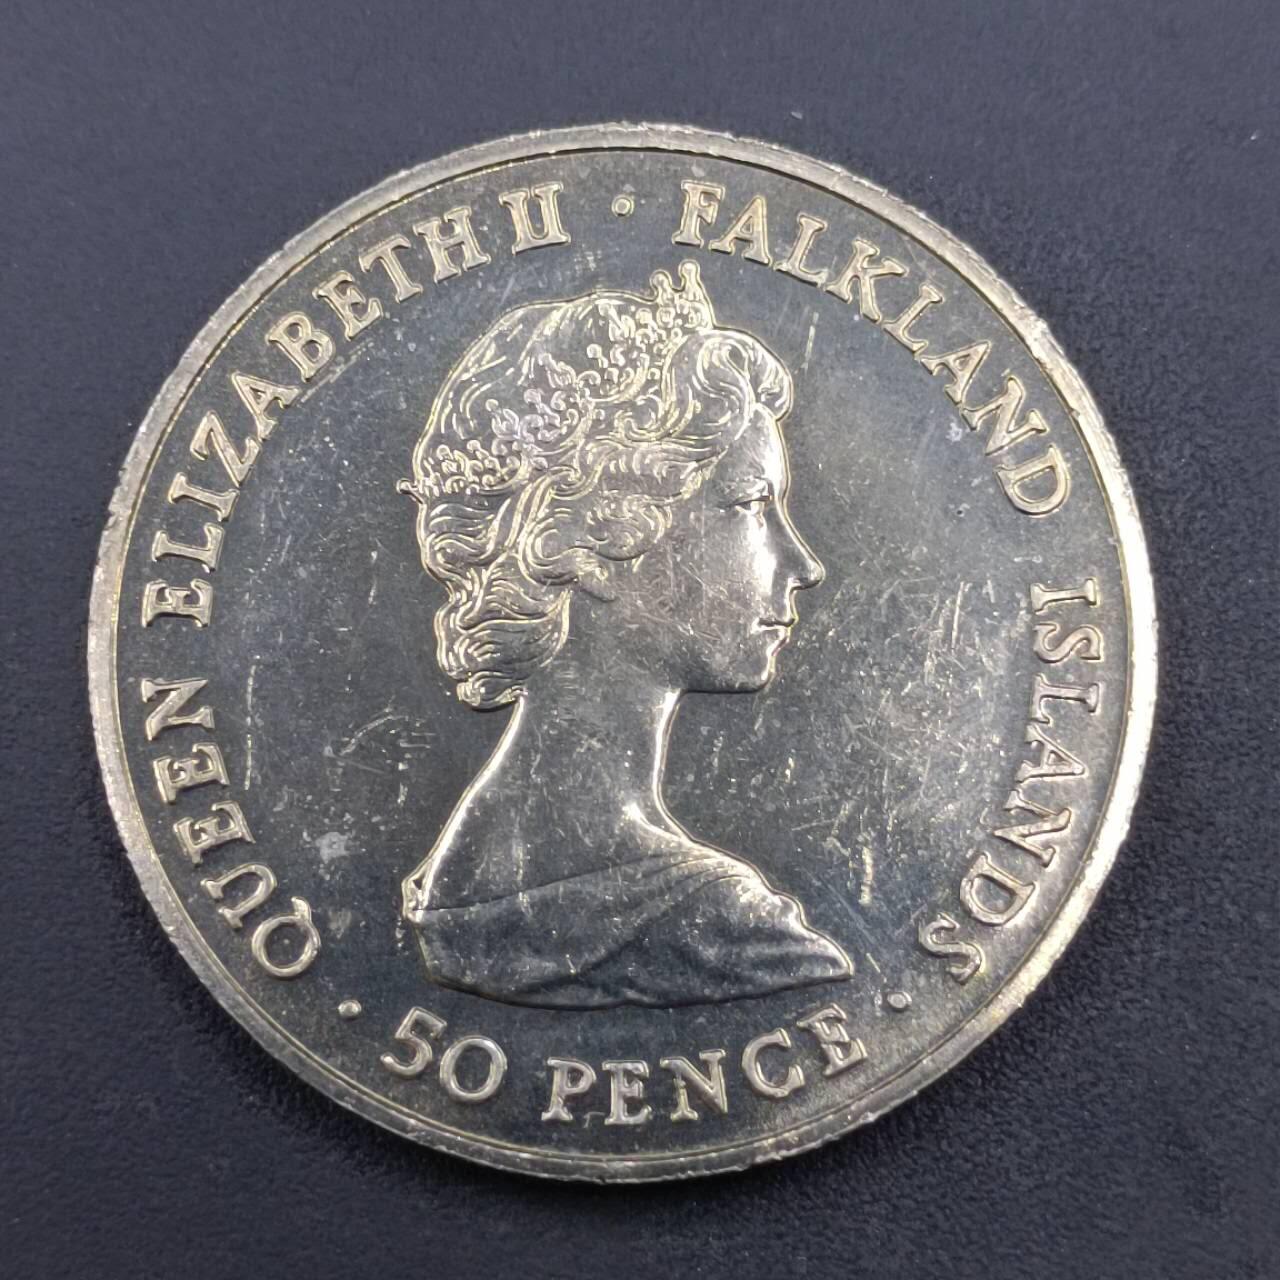 QUEEN ELIZABETH II · FALKLAND ISLANDS
· 50 PENCE ·